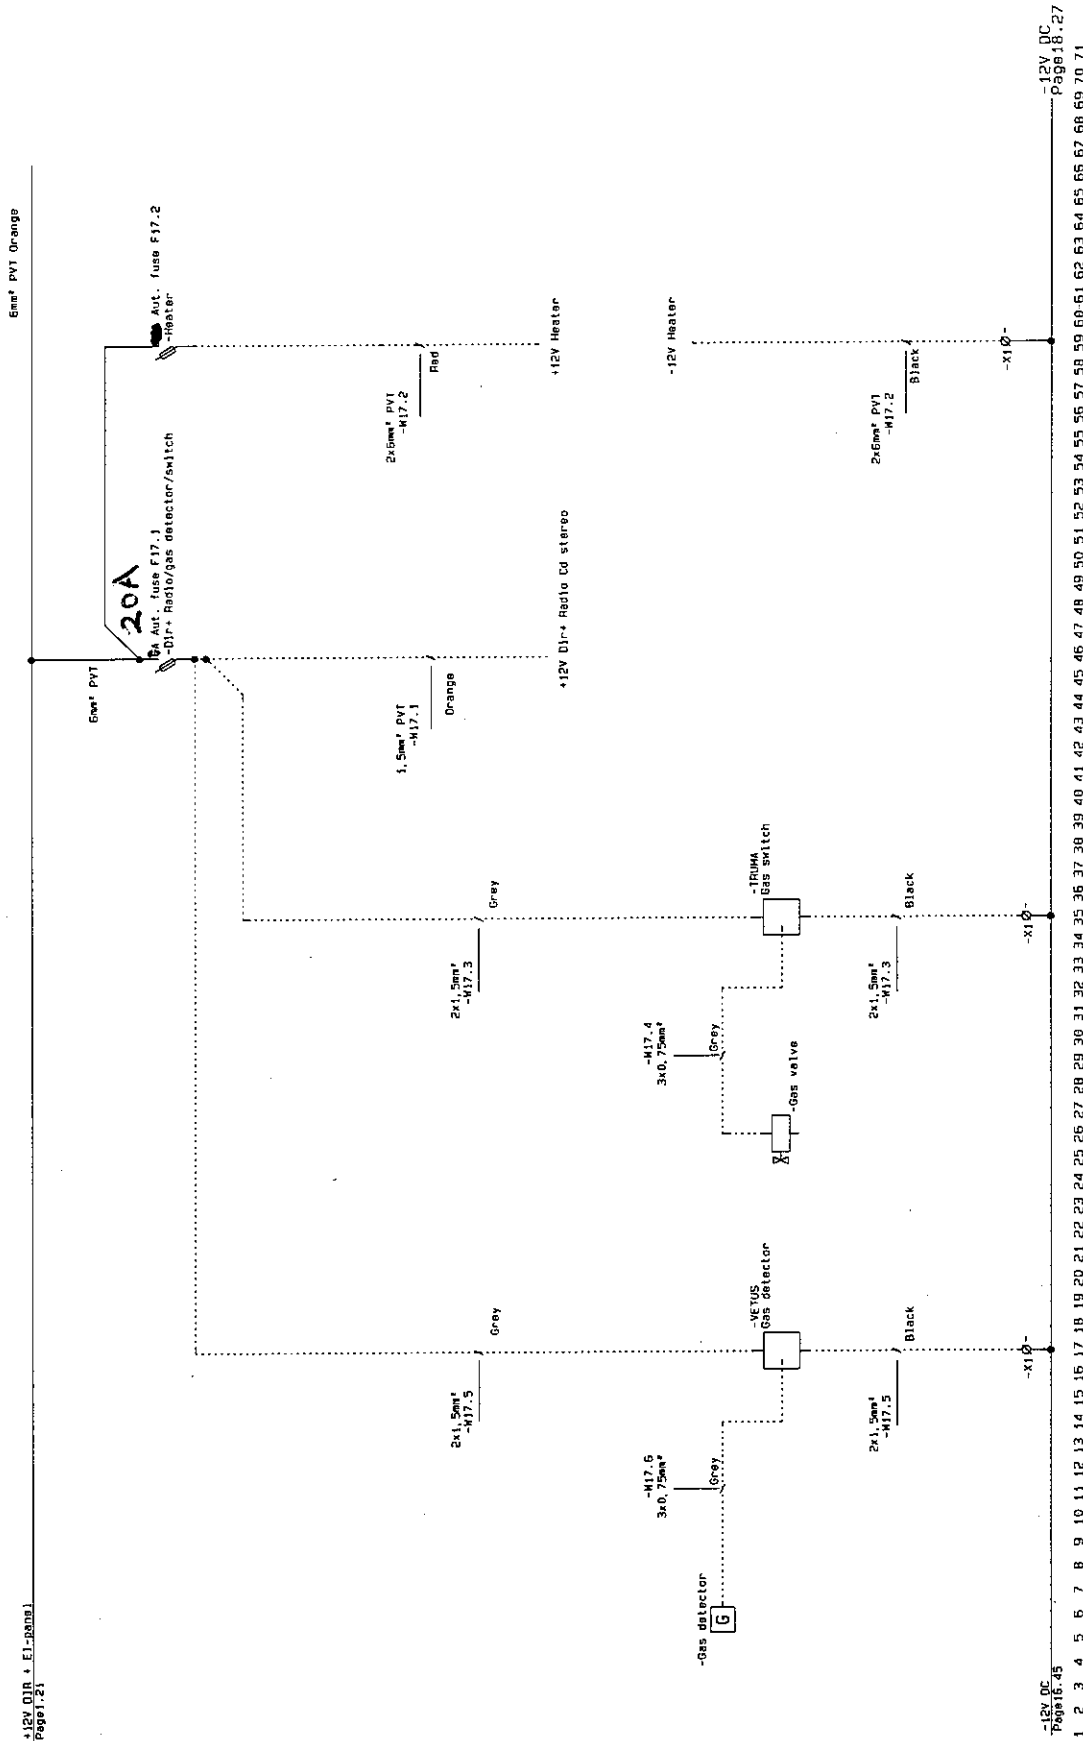 +12V DIR + El-panel
Page1.21
6mm² PVT Orange
6mm² PVT
20A
Aut. fuse F17.1
-Dir+ Radio/gas detector/switch
Aut. fuse F17.2
-Heater
2x1,5mm²
-W17.5
Grey
2x1,5mm²
-W17.3
Grey
1,5mm² PVT
-W17.1
Orange
2x6mm² PVT
-W17.2
Red
+12V Dir+ Radio Cd stereo
+12V Heater
-12V Heater
-Gas detector
G
-W17.6
3x0,75mm²
Grey
-VETUS
Gas detector
-W17.4
3x0,75mm²
Grey
-Gas valve
-TRUMA
Gas switch
2x1,5mm²
-W17.5
Black
2x1,5mm²
-W17.3
Black
2x6mm² PVT
-W17.2
Black
-X1
-X1
-X1
-12V DC
Page16.45
-12V DC
Page18.27
1 2 3 4 5 6 7 8 9 10 11 12 13 14 15 16 17 18 19 20 21 22 23 24 25 26 27 28 29 30 31 32 33 34 35 36 37 38 39 40 41 42 43 44 45 46 47 48 49 50 51 52 53 54 55 56 57 58 59 60 61 62 63 64 65 66 67 68 69 70 71